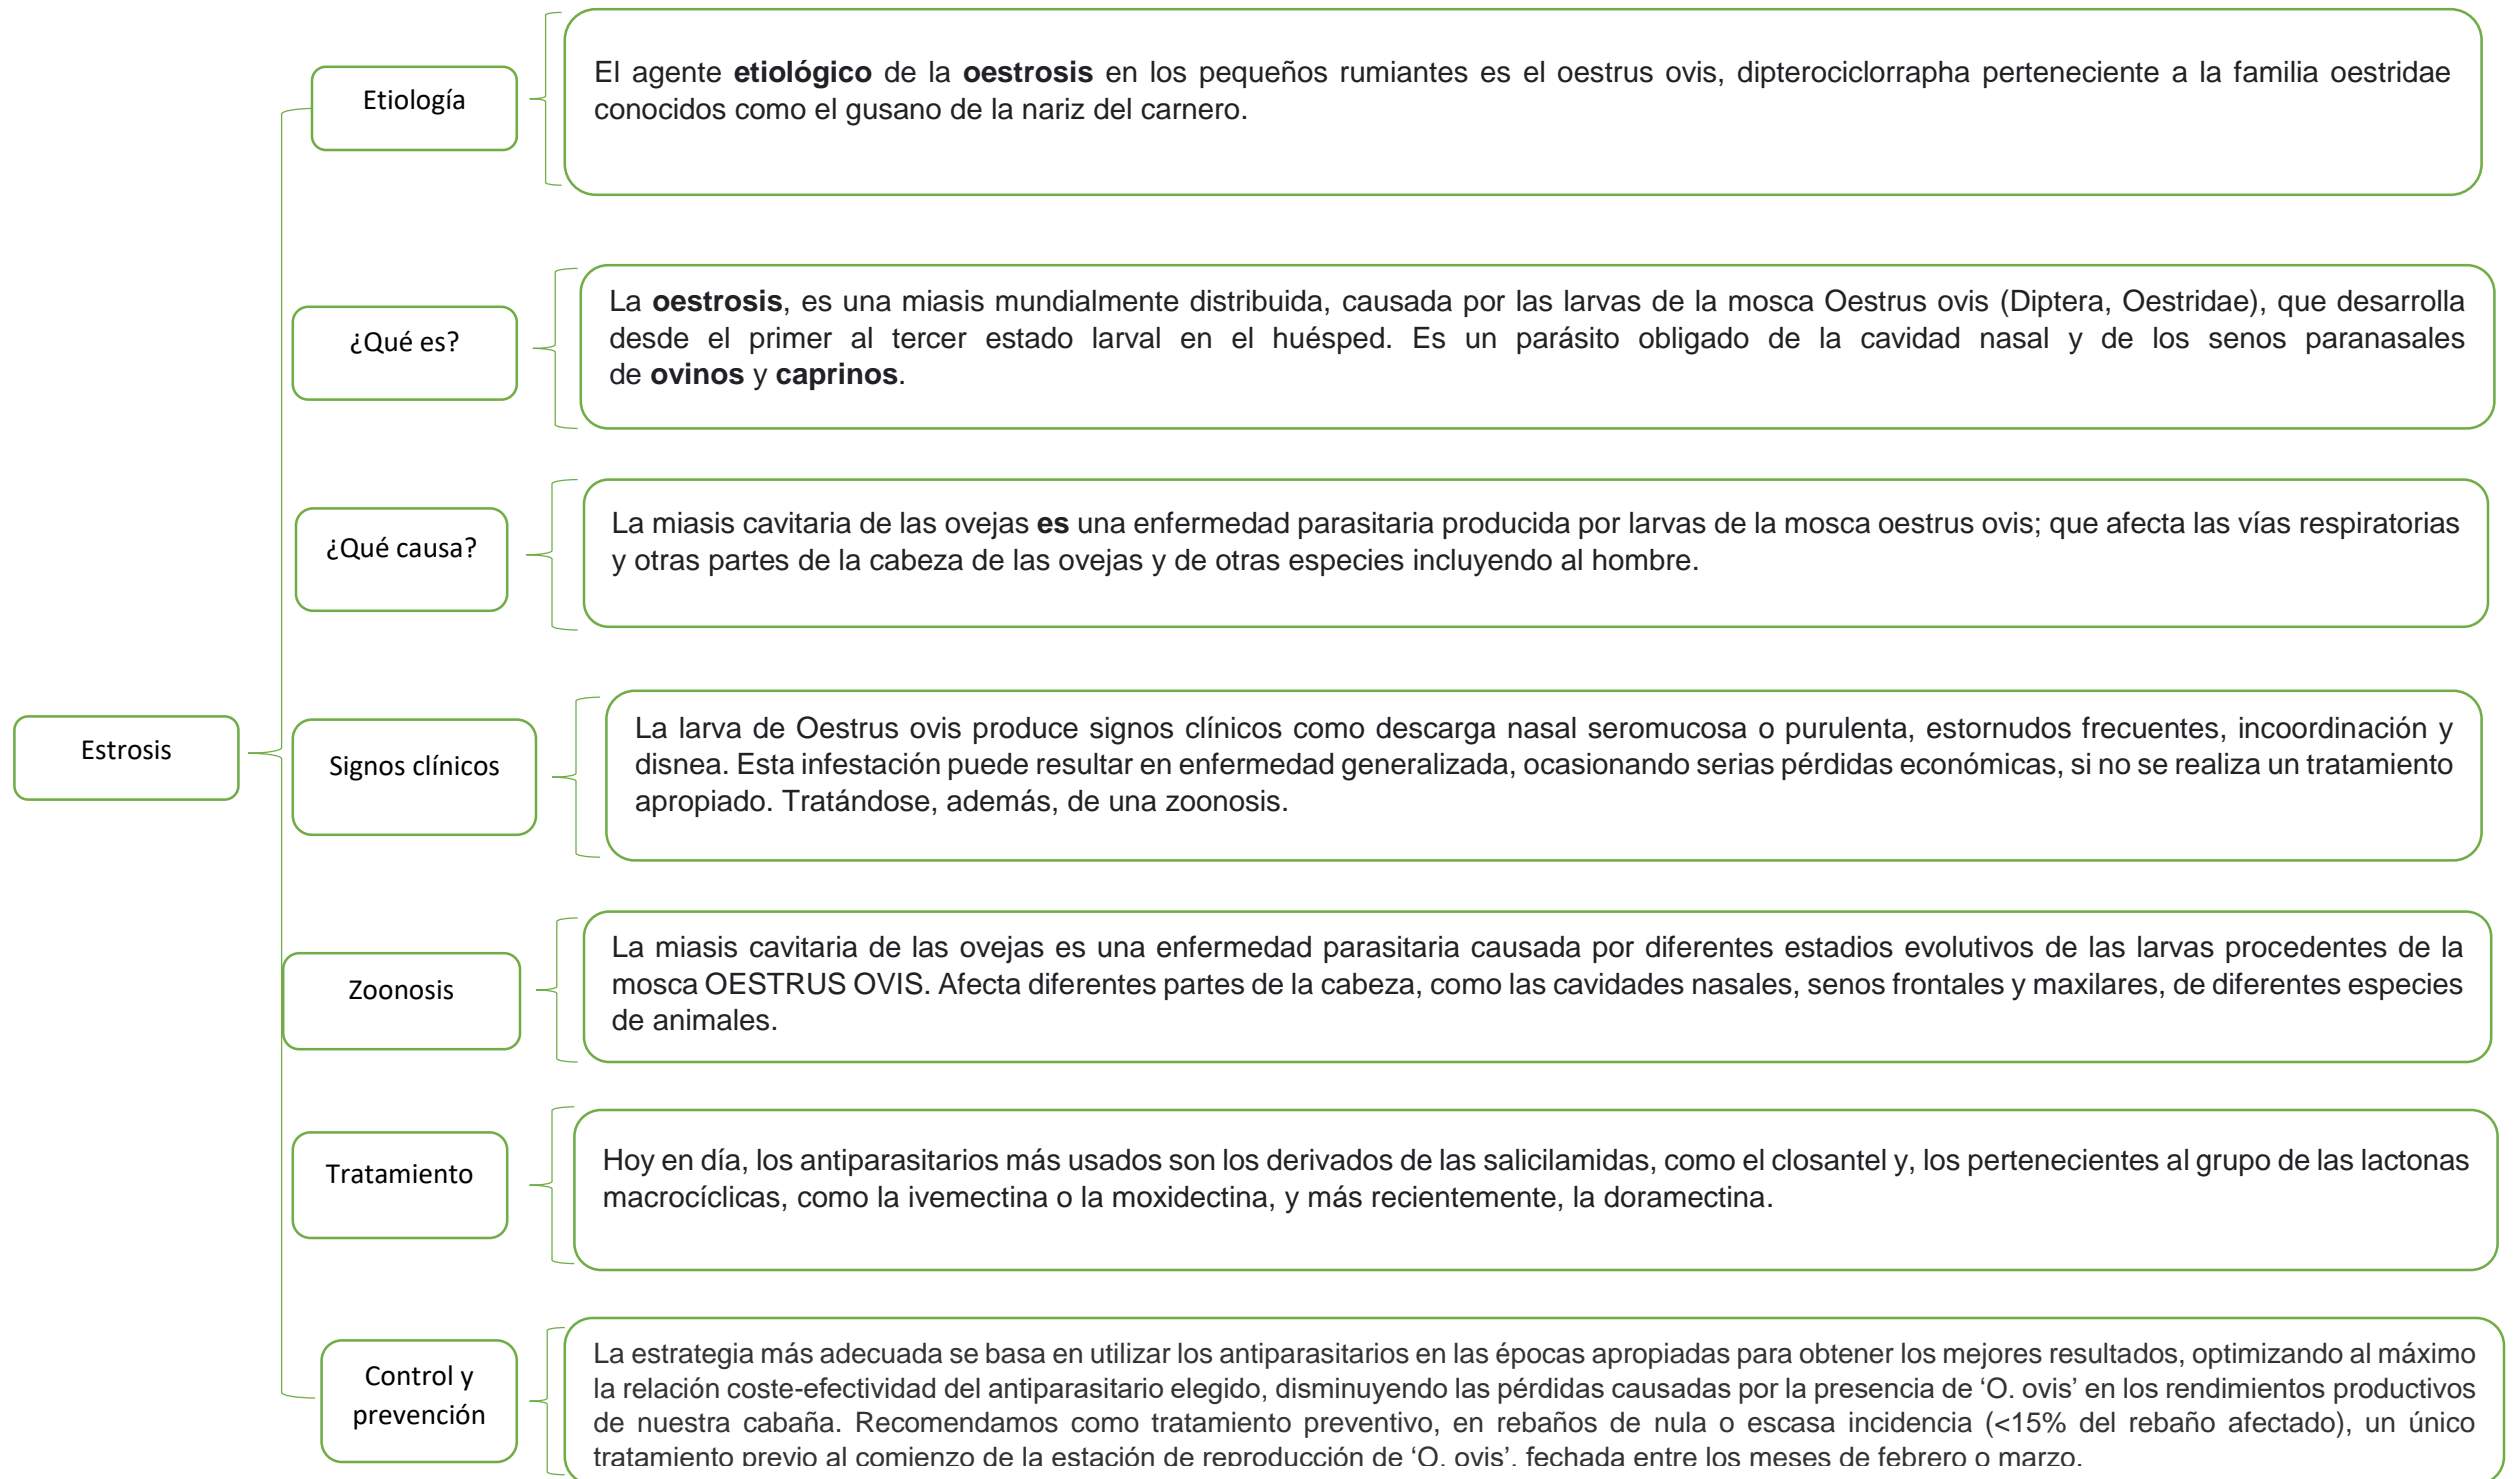 Etiología
El agente etiológico de la oestrosis en los pequeños rumiantes es el oestrus ovis, dipterociclorrapha perteneciente a la familia oestridae
conocidos como el gusano de la nariz del carnero.
¿Qué es?
La oestrosis, es una miasis mundialmente distribuida, causada por las larvas de la mosca Oestrus ovis (Diptera, Oestridae), que desarrolla
desde el primer al tercer estado larval en el huésped. Es un parásito obligado de la cavidad nasal y de los senos paranasales
de ovinos y caprinos.
¿Qué causa?
La miasis cavitaria de las ovejas es una enfermedad parasitaria producida por larvas de la mosca oestrus ovis; que afecta las vías respiratorias
y otras partes de la cabeza de las ovejas y de otras especies incluyendo al hombre.
Estrosis
Signos clínicos
La larva de Oestrus ovis produce signos clínicos como descarga nasal seromucosa o purulenta, estornudos frecuentes, incoordinación y
disnea. Esta infestación puede resultar en enfermedad generalizada, ocasionando serias pérdidas económicas, si no se realiza un tratamiento
apropiado. Tratándose, además, de una zoonosis.
Zoonosis
La miasis cavitaria de las ovejas es una enfermedad parasitaria causada por diferentes estadios evolutivos de las larvas procedentes de la
mosca OESTRUS OVIS. Afecta diferentes partes de la cabeza, como las cavidades nasales, senos frontales y maxilares, de diferentes especies
de animales.
Tratamiento
Hoy en día, los antiparasitarios más usados son los derivados de las salicilamidas, como el closantel y, los pertenecientes al grupo de las lactonas
macrocíclicas, como la ivemectina o la moxidectina, y más recientemente, la doramectina.
Control y
prevención
La estrategia más adecuada se basa en utilizar los antiparasitarios en las épocas apropiadas para obtener los mejores resultados, optimizando al máximo
la relación coste-efectividad del antiparasitario elegido, disminuyendo las pérdidas causadas por la presencia de ‘O. ovis’ en los rendimientos productivos
de nuestra cabaña. Recomendamos como tratamiento preventivo, en rebaños de nula o escasa incidencia (<15% del rebaño afectado), un único
tratamiento previo al comienzo de la estación de reproducción de ‘O. ovis’, fechada entre los meses de febrero o marzo.